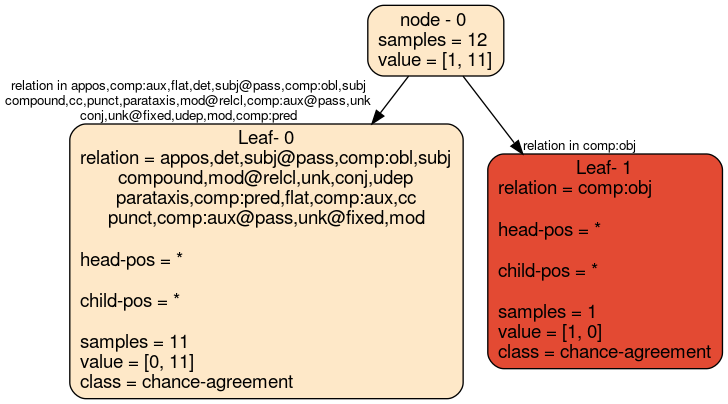 node - 0
samples = 12
value = [1, 11]
relation in appos,comp:aux,flat,det,subj@pass,comp:obl,subj
compound,cc,punct,parataxis,mod@relcl,comp:aux@pass,unk
conj,unk@fixed,udep,mod,comp:pred
relation in comp:obj
Leaf- 0
relation = appos,det,subj@pass,comp:obl,subj
compound,mod@relcl,unk,conj,udep
parataxis,comp:pred,flat,comp:aux,cc
punct,comp:aux@pass,unk@fixed,mod
head-pos = *
child-pos = *
samples = 11
value = [0, 11]
class = chance-agreement
Leaf- 1
relation = comp:obj
head-pos = *
child-pos = *
samples = 1
value = [1, 0]
class = chance-agreement